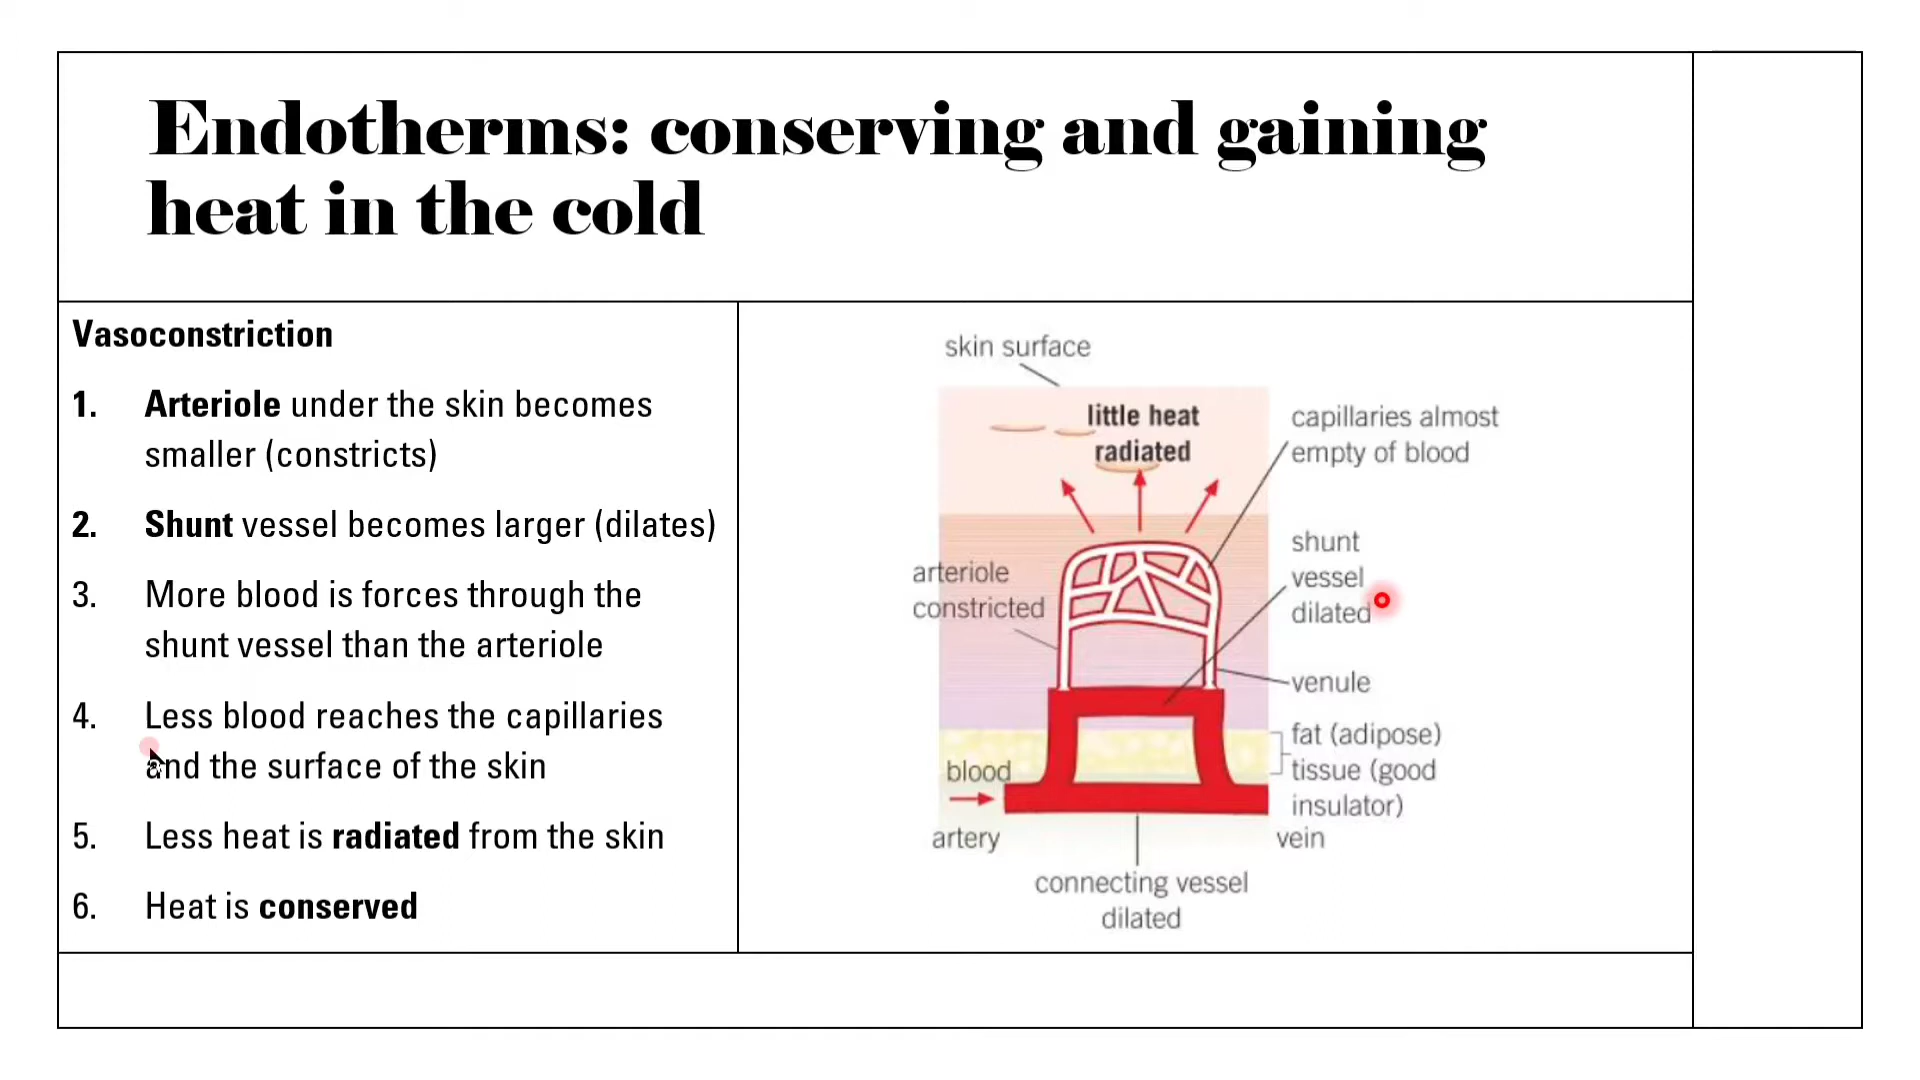 Endotherms: conserving and gaining
heat in the cold
Vasoconstriction
1. Arteriole under the skin becomes
smaller (constricts)
2. Shunt vessel becomes larger (dilates)
3. More blood is forces through the
shunt vessel than the arteriole
4. Less blood reaches the capillaries
and the surface of the skin
5. Less heat is radiated from the skin
6. Heat is conserved
skin surface
little heat
radiated
capillaries almost
empty of blood
arteriole
constricted
shunt
vessel
dilated
venule
fat (adipose)
tissue (good
insulator)
blood
artery
vein
connecting vessel
dilated